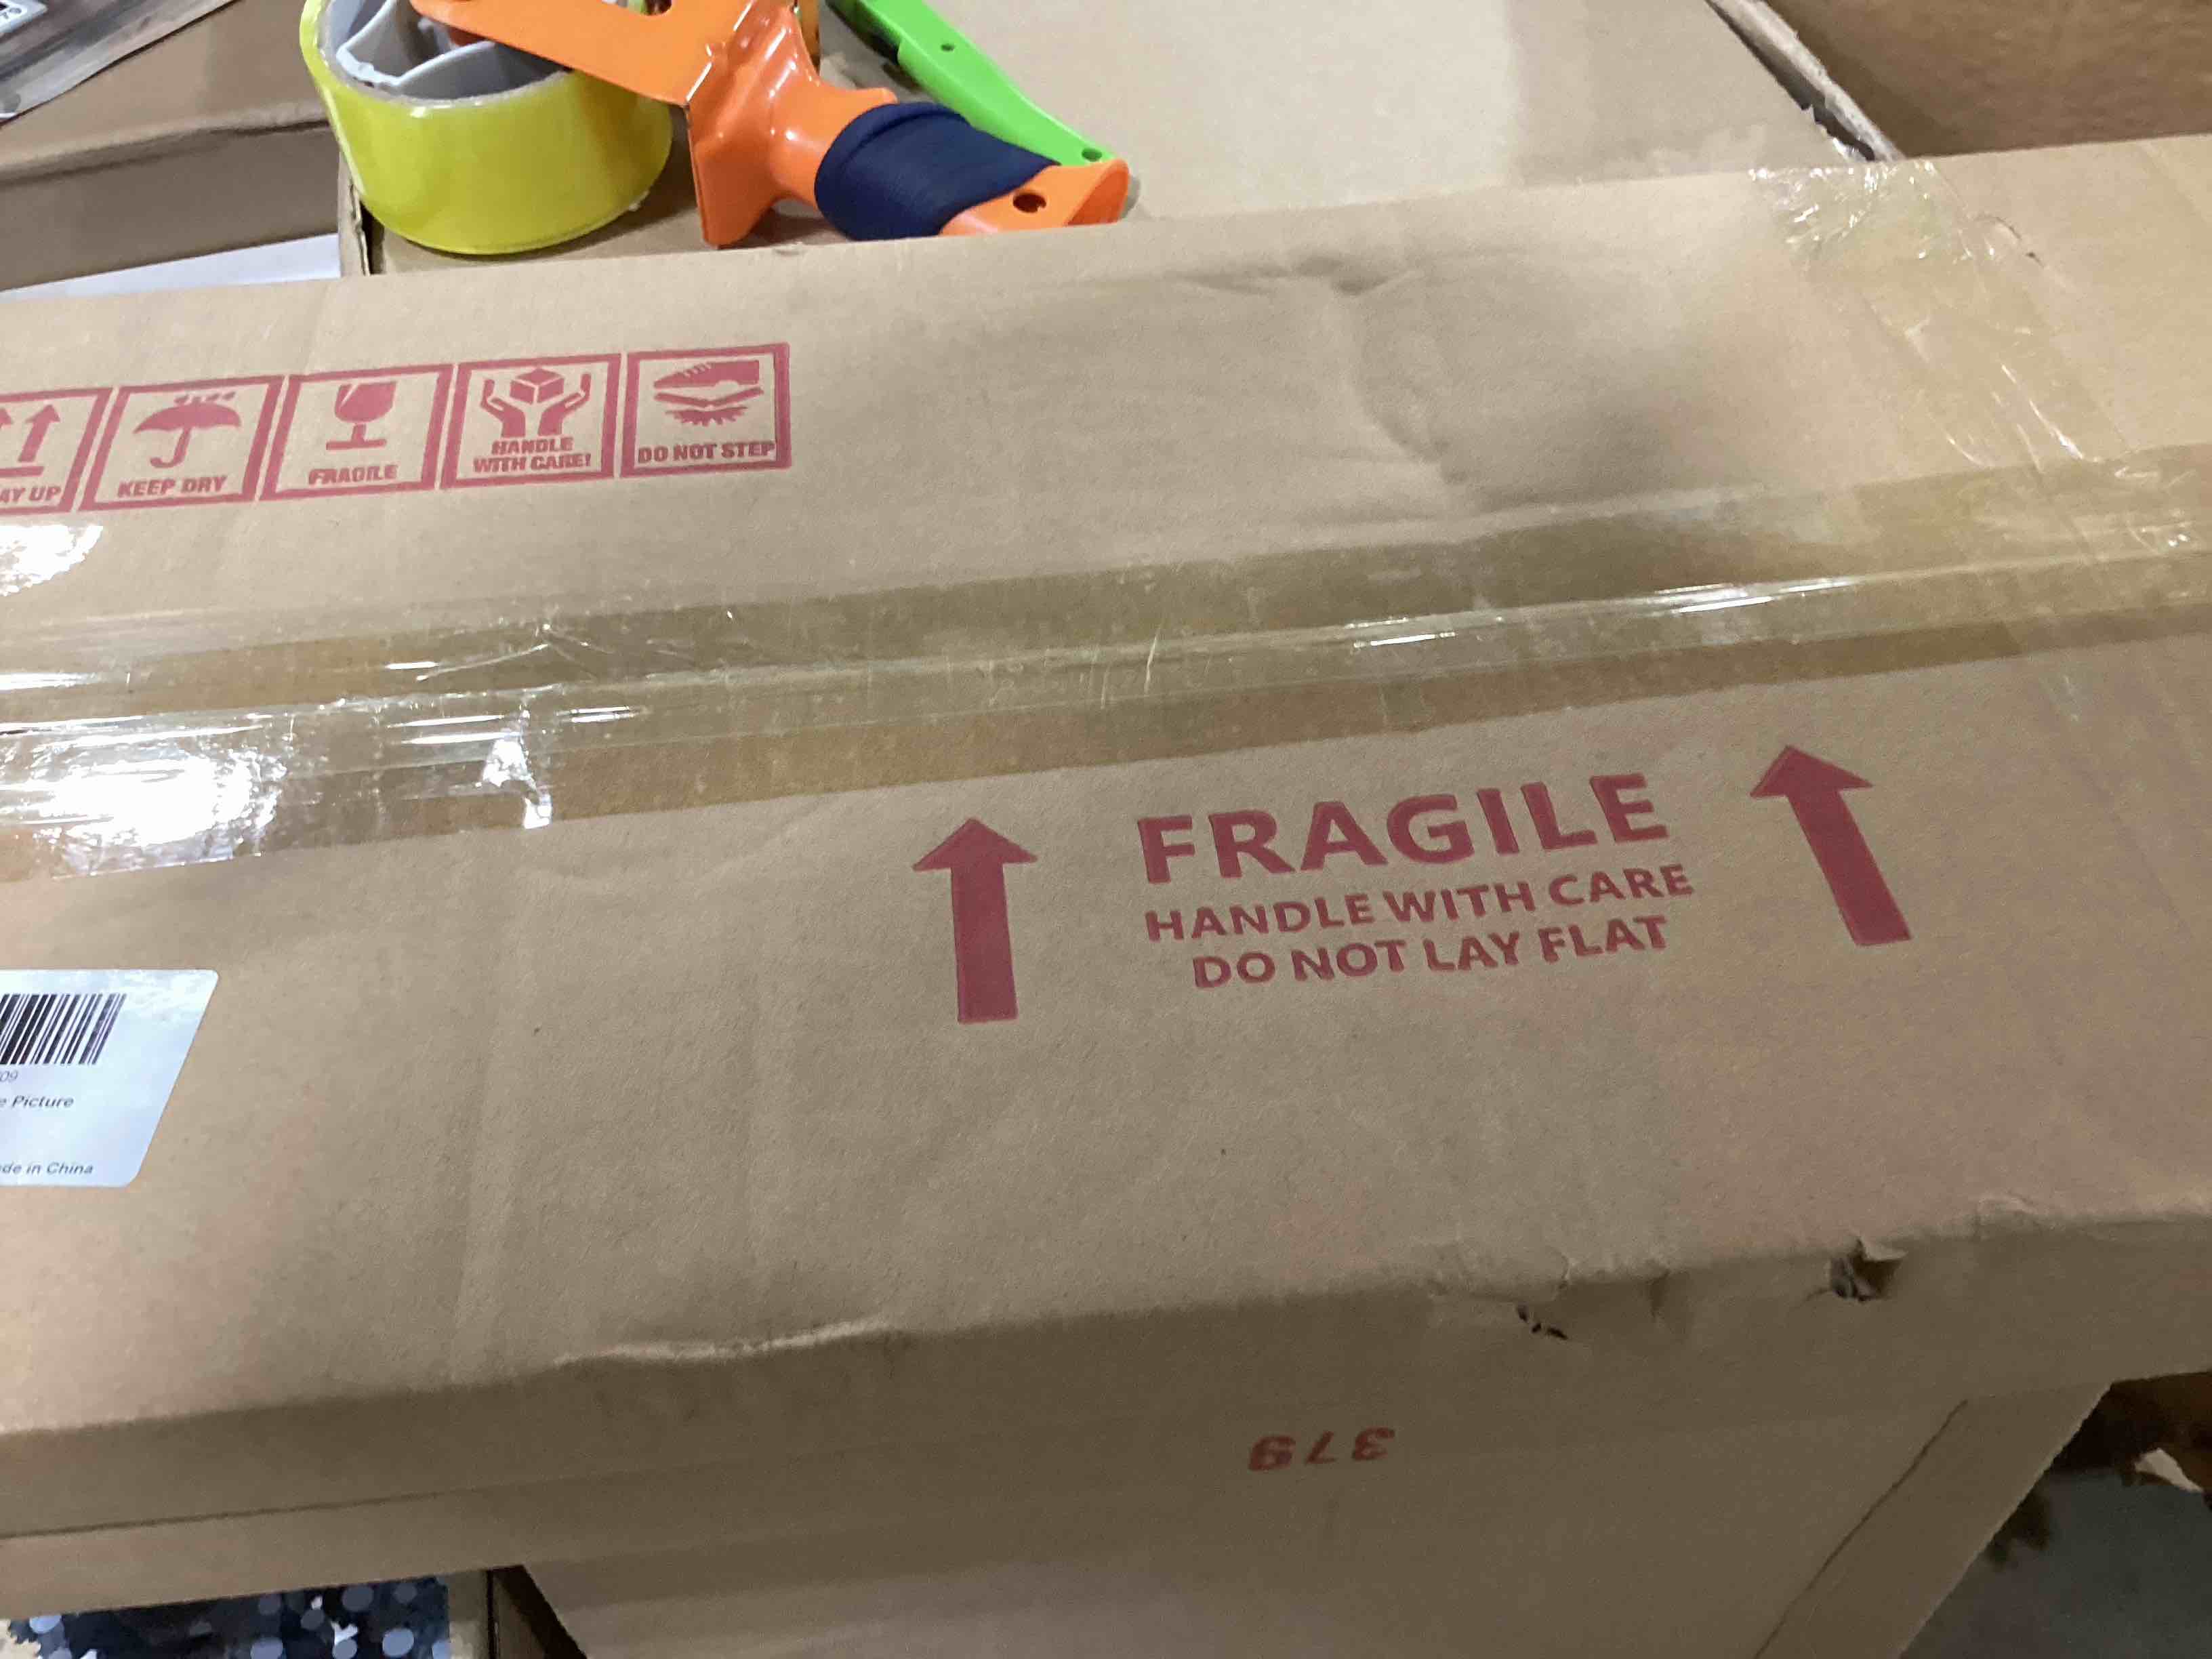 AY UP
KEEP DRY
FRAGILE
HANDLE
WITH CARE!
DO NOT STEP
FRAGILE
HANDLE WITH CARE
DO NOT LAY FLAT
09
e Picture
de in China
379